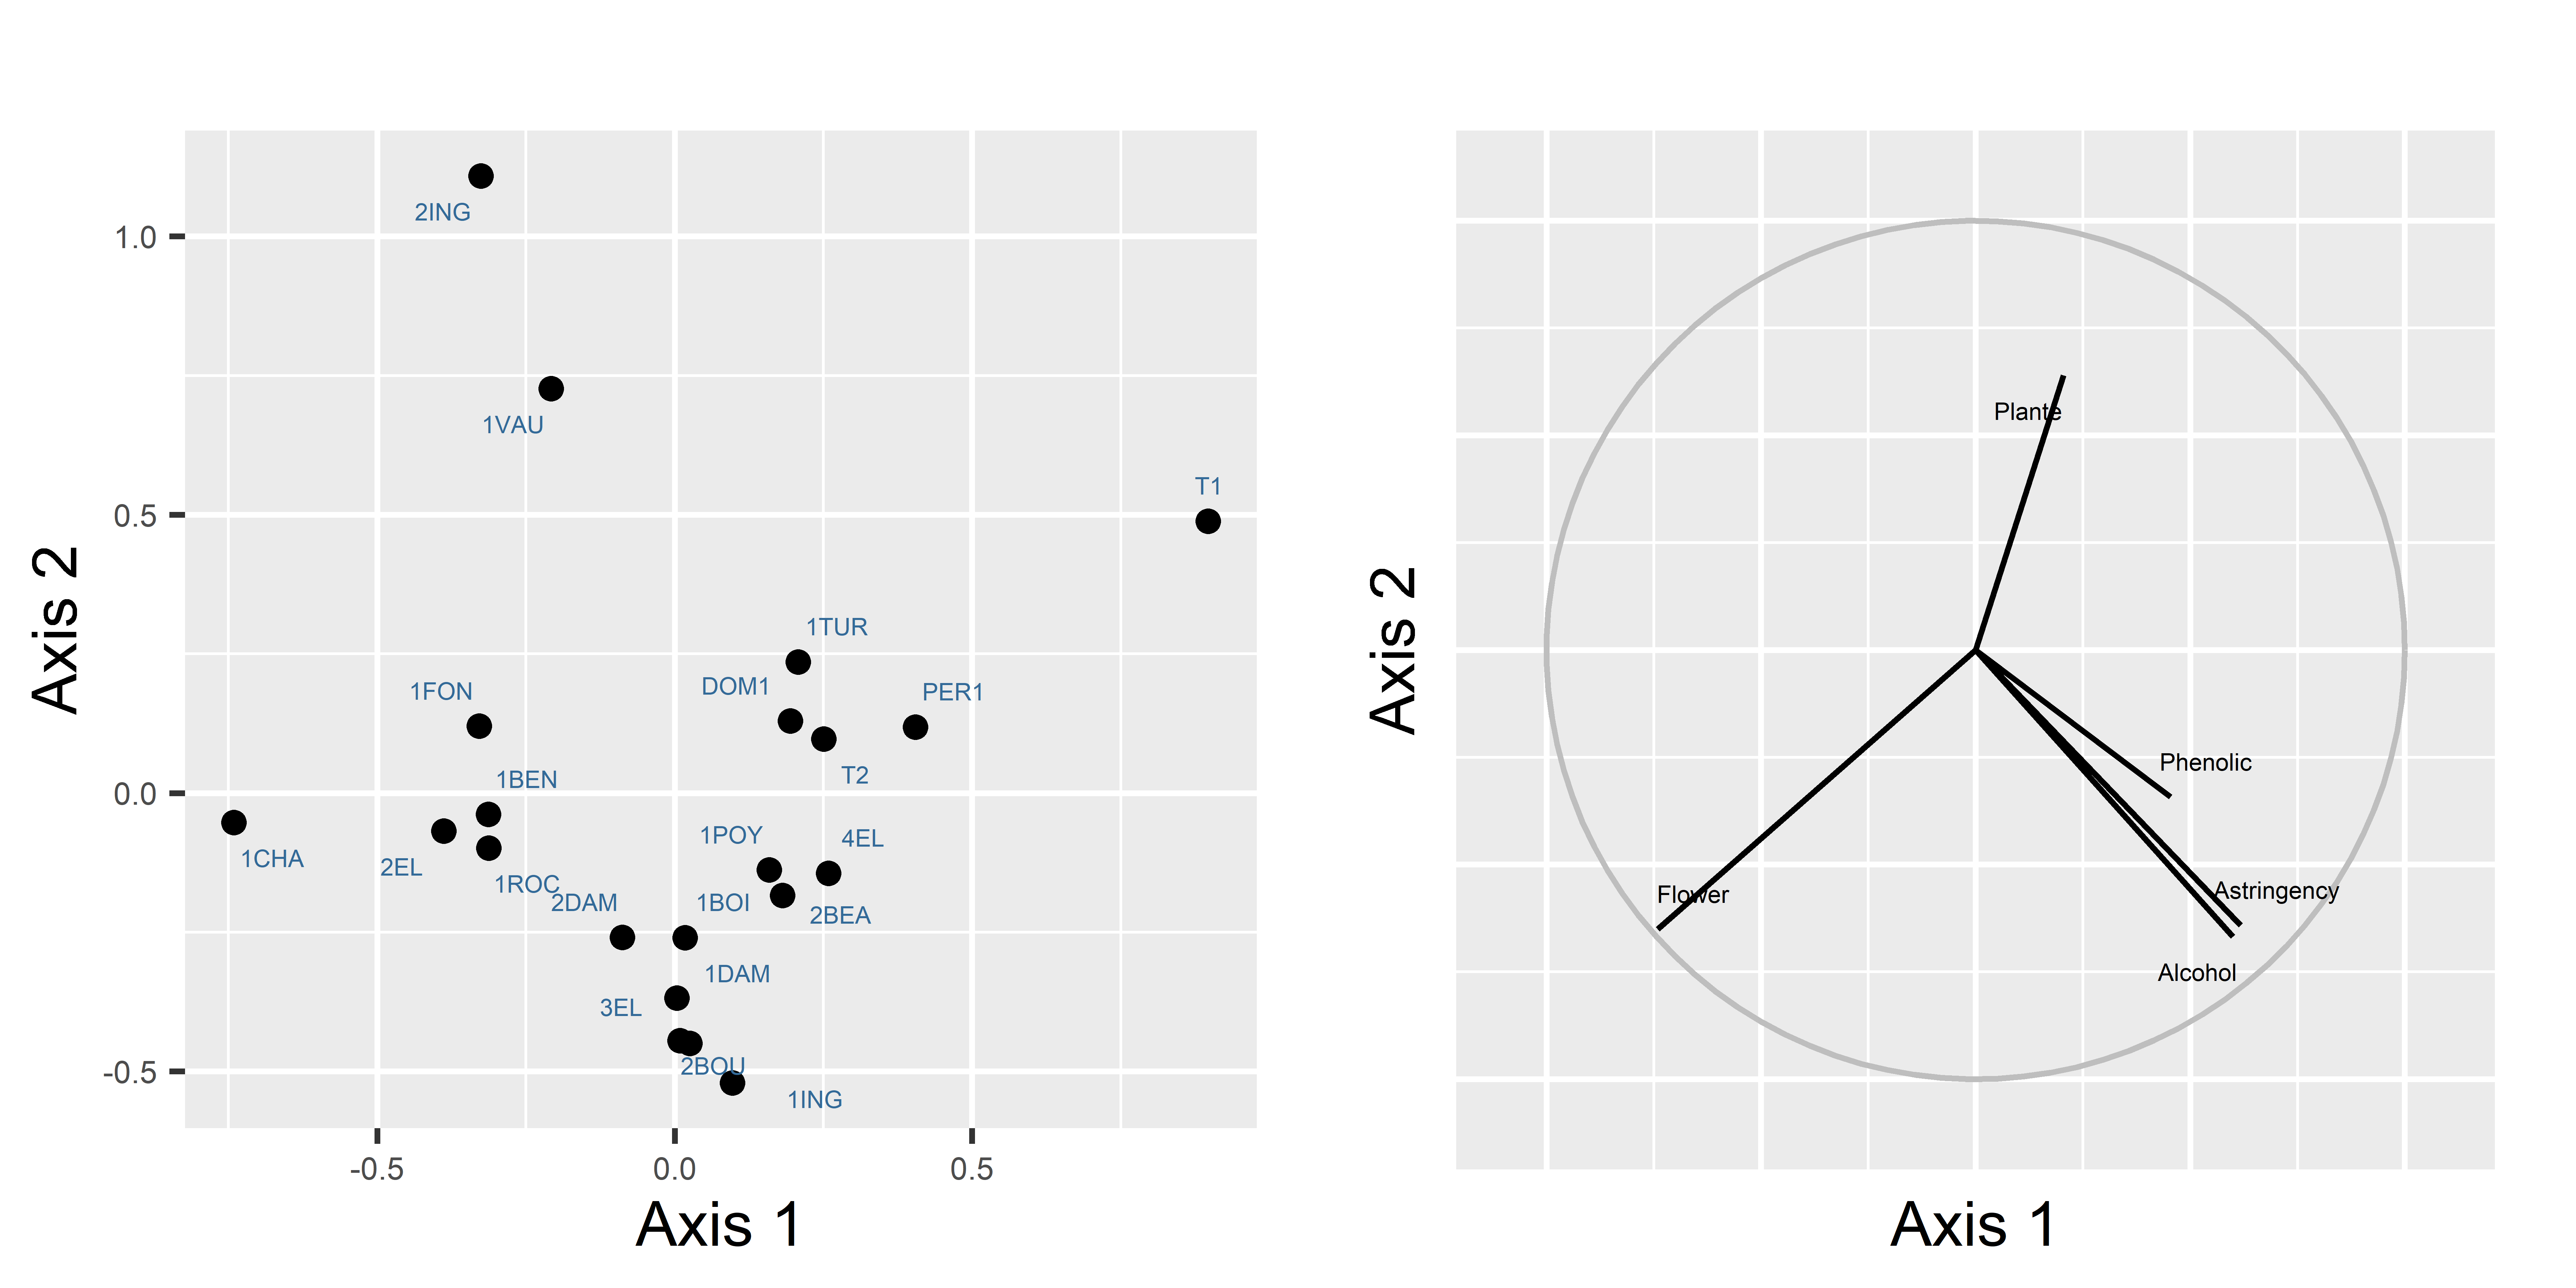 2ING
1.0
1VAU
T1
0.5
1TUR
DOM1
1FON
PER1
T2
1BEN
0.0
1POY
4EL
1CHA
2EL
1ROC
2DAM
1BOI
2BEA
1DAM
3EL
2BOU
-0.5
1ING
-0.5
0.0
0.5
Axis 1
Axis 2
Plante
Phenolic
Flower
Astringency
Alcohol
Axis 1
Axis 2